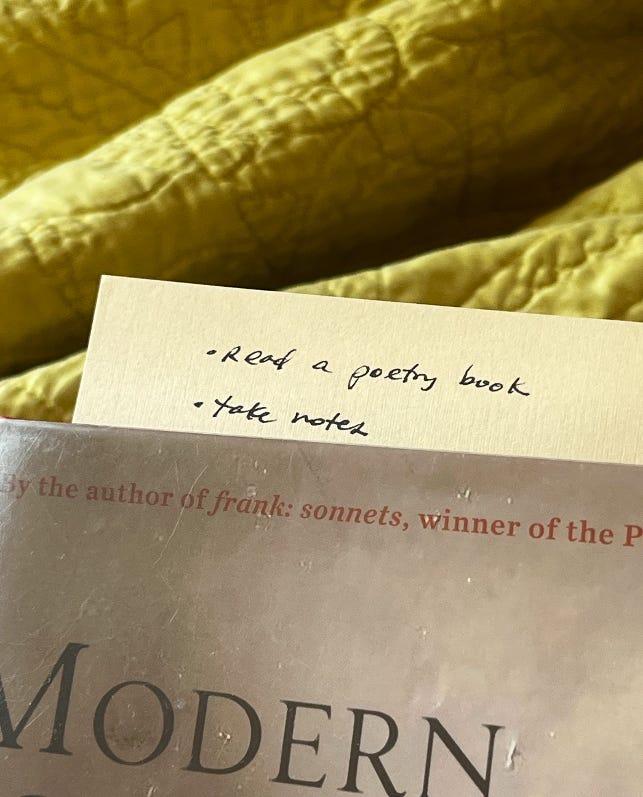 • Read a poetry book
• take notes
By the author of frank: sonnets, winner of the P
MODERN